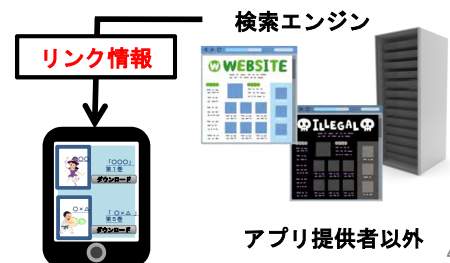 検索エンジン
リンク情報
WEBSITE
ILLEGAL
「○○○」
第1巻
ダウンロード
「○×△」
第5巻
ダウンロード
アプリ提供者以外